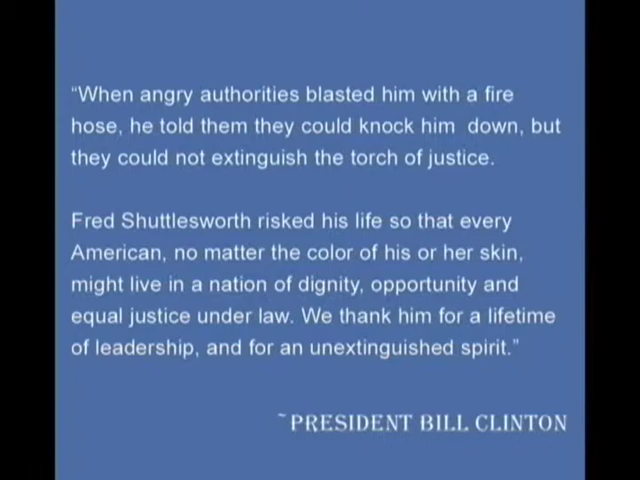 “When angry authorities blasted him with a fire
hose, he told them they could knock him down, but
they could not extinguish the torch of justice.
Fred Shuttlesworth risked his life so that every
American, no matter the color of his or her skin,
might live in a nation of dignity, opportunity and
equal justice under law. We thank him for a lifetime
of leadership, and for an unextinguished spirit.”
~PRESIDENT BILL CLINTON